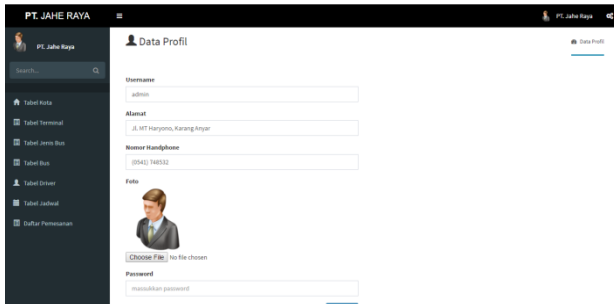 PT. JAHE RAYA
PT. Jahe Raya
PT. Jahe Raya
Search...
Tabel Kota
Tabel Terminal
Tabel Jenis Bus
Tabel Bus
Tabel Driver
Tabel Jadwal
Daftar Pemesanan
Data Profil
Data Profil
Username
admin
Alamat
Jl. MT Haryono, Karang Anyar
Nomor Handphone
(0541) 748532
Foto
Choose File No file chosen
Password
massukkan password